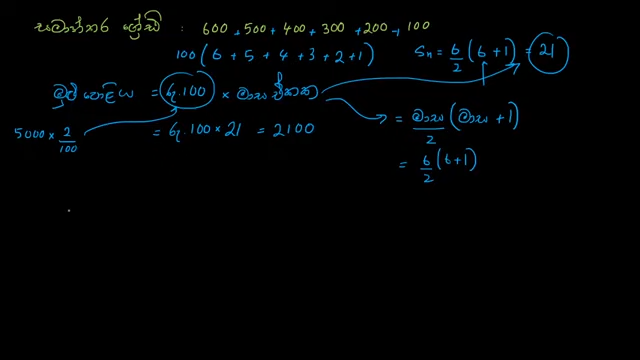 සමාන්තර ශ්‍රේඪි : 600 + 500 + 400 + 300 + 200 + 100
100 ( 6 + 5 + 4 + 3 + 2 + 1 ) Sn = 6/2 ( 6 + 1 ) = 21
මුළු පොළිය = රු.100 × මාස ඒකක
5000 × 2/100 = රු.100 × 21 = 2100 = මාස/2 ( මාස + 1 )
= 6/2 ( 6 + 1 )